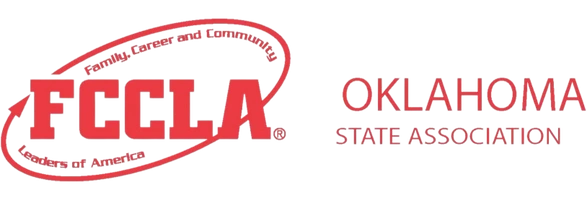 Family, Career and Community
FCCLA®
Leaders of America
OKLAHOMA
STATE ASSOCIATION